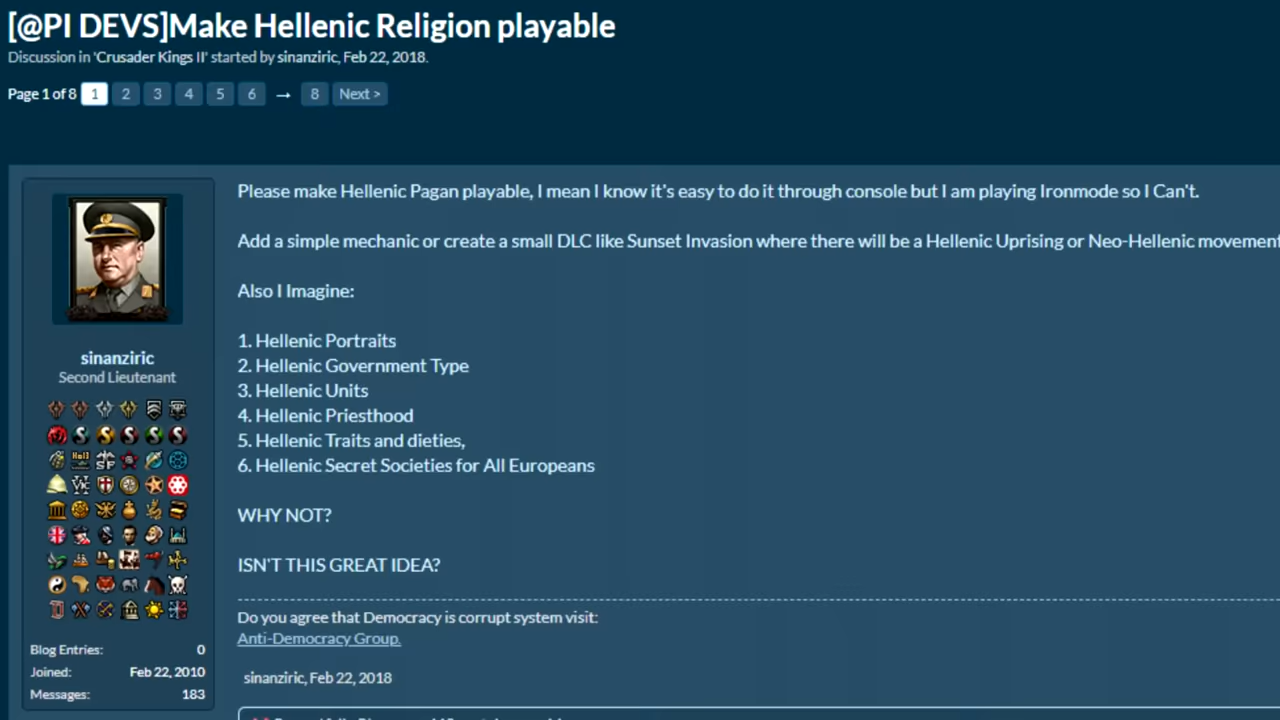 [@PI DEVS]Make Hellenic Religion playable
Discussion in 'Crusader Kings II' started by sinanziric, Feb 22, 2018.
Page 1 of 8 1 2 3 4 5 6 → 8 Next >
Please make Hellenic Pagan playable, I mean I know it's easy to do it through console but I am playing Ironmode so I Can't.
Add a simple mechanic or create a small DLC like Sunset Invasion where there will be a Hellenic Uprising or Neo-Hellenic movement
Also I Imagine:
1. Hellenic Portraits
2. Hellenic Government Type
3. Hellenic Units
4. Hellenic Priesthood
5. Hellenic Traits and dieties,
6. Hellenic Secret Societies for All Europeans
WHY NOT?
ISN'T THIS GREAT IDEA?
Do you agree that Democracy is corrupt system visit:
Anti-Democracy Group.
sinanziric, Feb 22, 2018
sinanziric
Second Lieutenant
Blog Entries: 0
Joined: Feb 22, 2010
Messages: 183